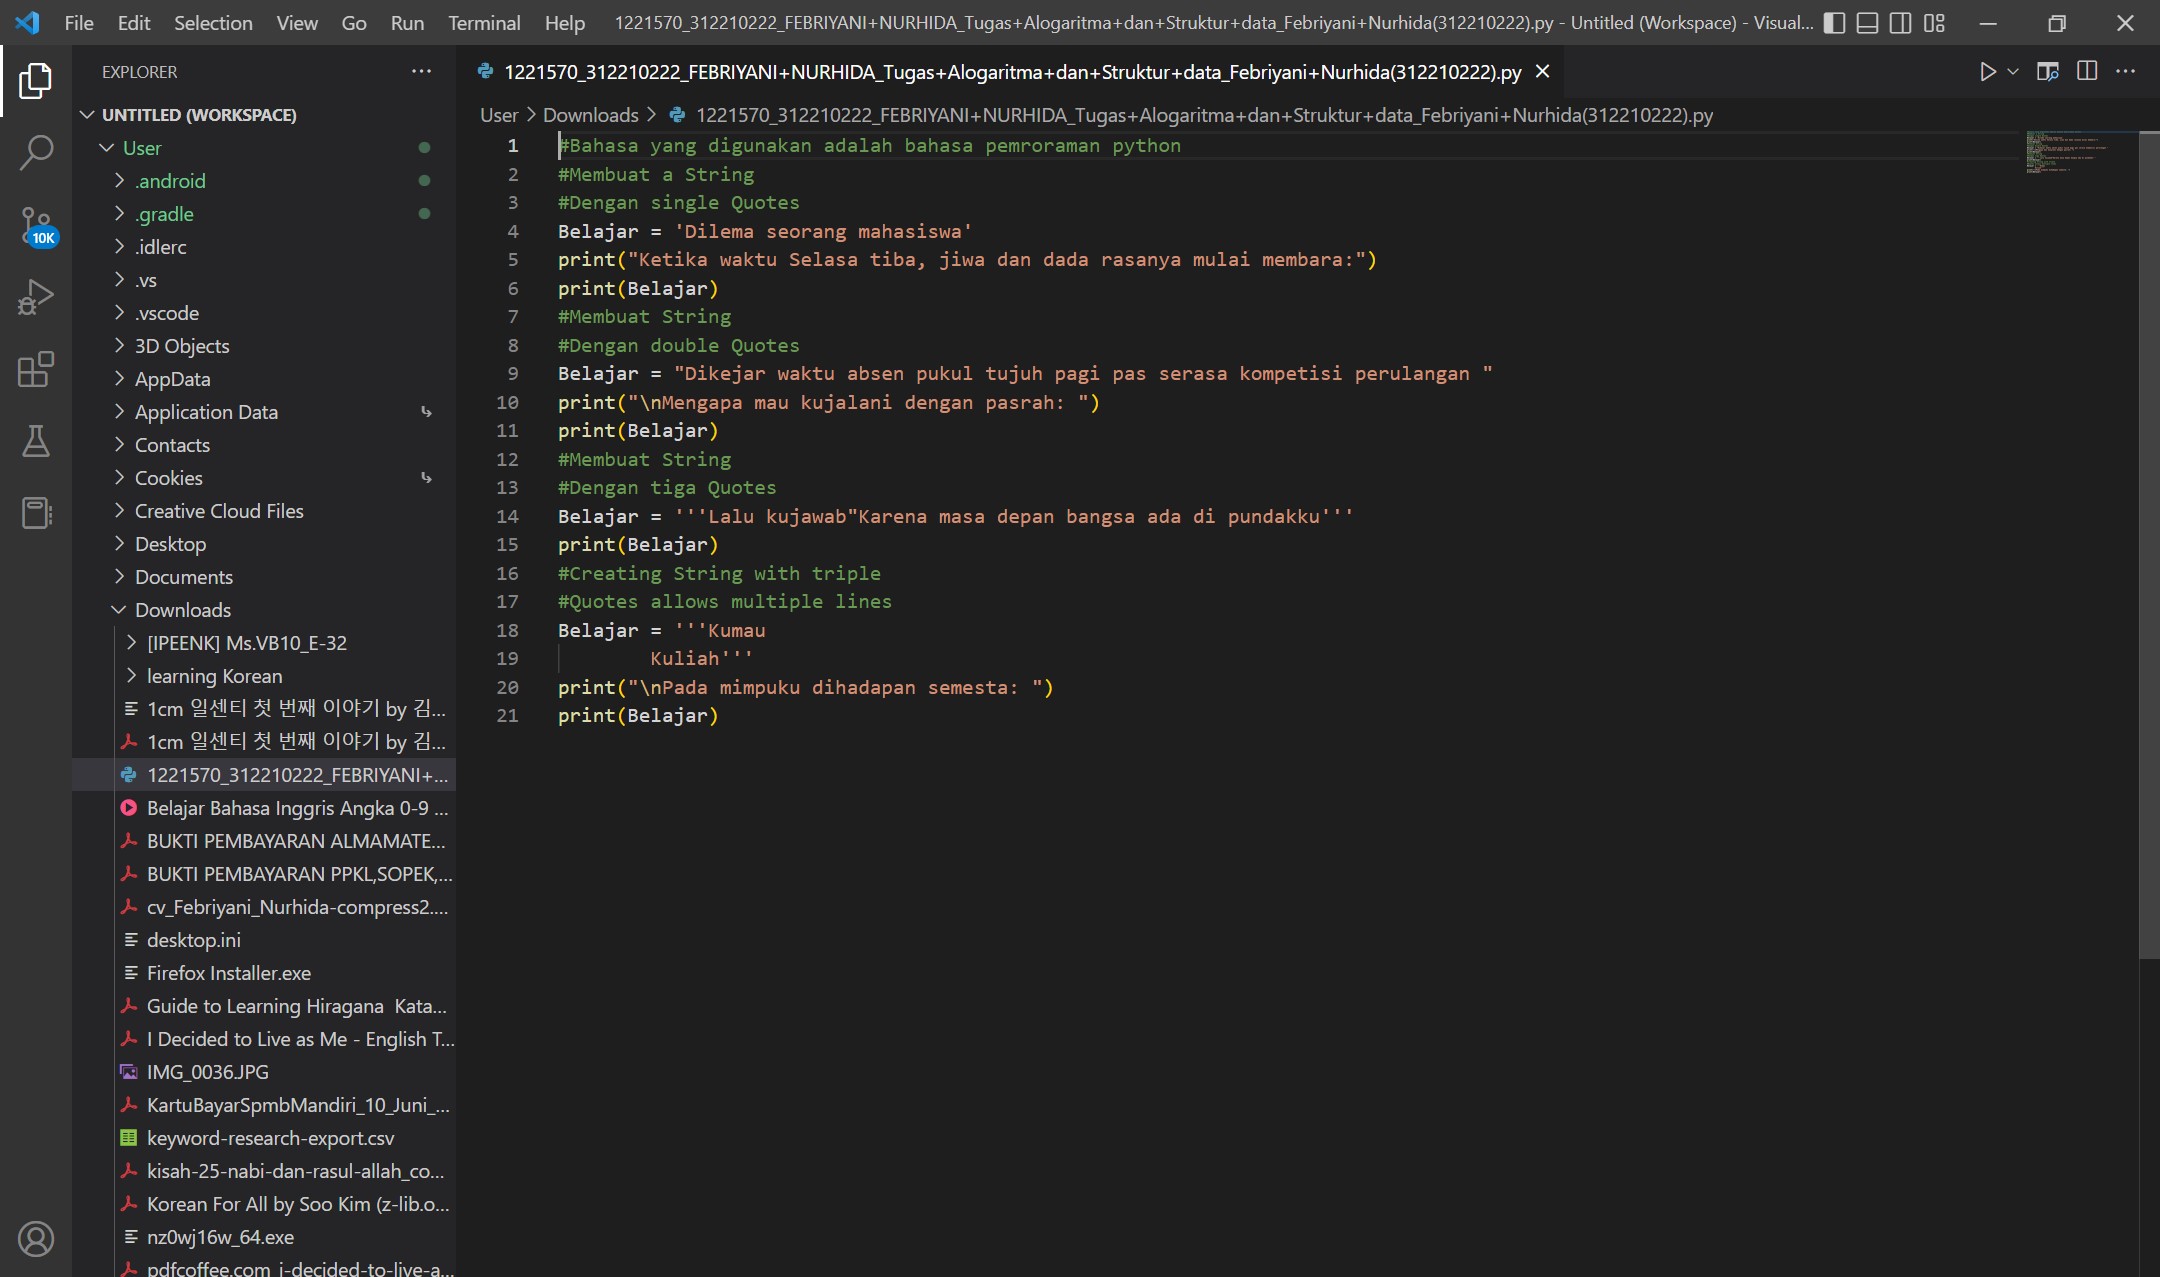 File Edit Selection View Go Run Terminal Help 1221570_312210222_FEBRIYANI+NURHIDA_Tugas+Alogaritma+dan+Struktur+data_Febriyani+Nurhida(312210222).py - Untitled (Workspace) - Visual...
EXPLORER
UNTITLED (WORKSPACE)
User
.android
.gradle
.idlerc
.vs
.vscode
3D Objects
AppData
Application Data
Contacts
Cookies
Creative Cloud Files
Desktop
Documents
Downloads
[IPEENK] Ms.VB10_E-32
learning Korean
1cm 일센티 첫 번째 이야기 by 김...
1cm 일센티 첫 번째 이야기 by 김...
1221570_312210222_FEBRIYANI+...
Belajar Bahasa Inggris Angka 0-9 ...
BUKTI PEMBAYARAN ALMAMATE...
BUKTI PEMBAYARAN PPKL,SOPEK,...
cv_Febriyani_Nurhida-compress2....
desktop.ini
Firefox Installer.exe
Guide to Learning Hiragana  Kata...
I Decided to Live as Me - English T...
IMG_0036.JPG
KartuBayarSpmbMandiri_10_Juni_...
keyword-research-export.csv
kisah-25-nabi-dan-rasul-allah_co...
Korean For All by Soo Kim (z-lib.o...
nz0wj16w_64.exe
pdfcoffee.com_i-decided-to-live-a...
10K
1221570_312210222_FEBRIYANI+NURHIDA_Tugas+Alogaritma+dan+Struktur+data_Febriyani+Nurhida(312210222).py
User > Downloads > 1221570_312210222_FEBRIYANI+NURHIDA_Tugas+Alogaritma+dan+Struktur+data_Febriyani+Nurhida(312210222).py
1 #Bahasa yang digunakan adalah bahasa pemroraman python
2 #Membuat a String
3 #Dengan single Quotes
4 Belajar = 'Dilema seorang mahasiswa'
5 print("Ketika waktu Selasa tiba, jiwa dan dada rasanya mulai membara:")
6 print(Belajar)
7 #Membuat String
8 #Dengan double Quotes
9 Belajar = "Dikejar waktu absen pukul tujuh pagi pas serasa kompetisi perulangan "
10 print("\nMengapa mau kujalani dengan pasrah: ")
11 print(Belajar)
12 #Membuat String
13 #Dengan tiga Quotes
14 Belajar = '''Lalu kujawab"Karena masa depan bangsa ada di pundakku'''
15 print(Belajar)
16 #Creating String with triple
17 #Quotes allows multiple lines
18 Belajar = '''Kumau
19         Kuliah'''
20 print("\nPada mimpuku dihadapan semesta: ")
21 print(Belajar)